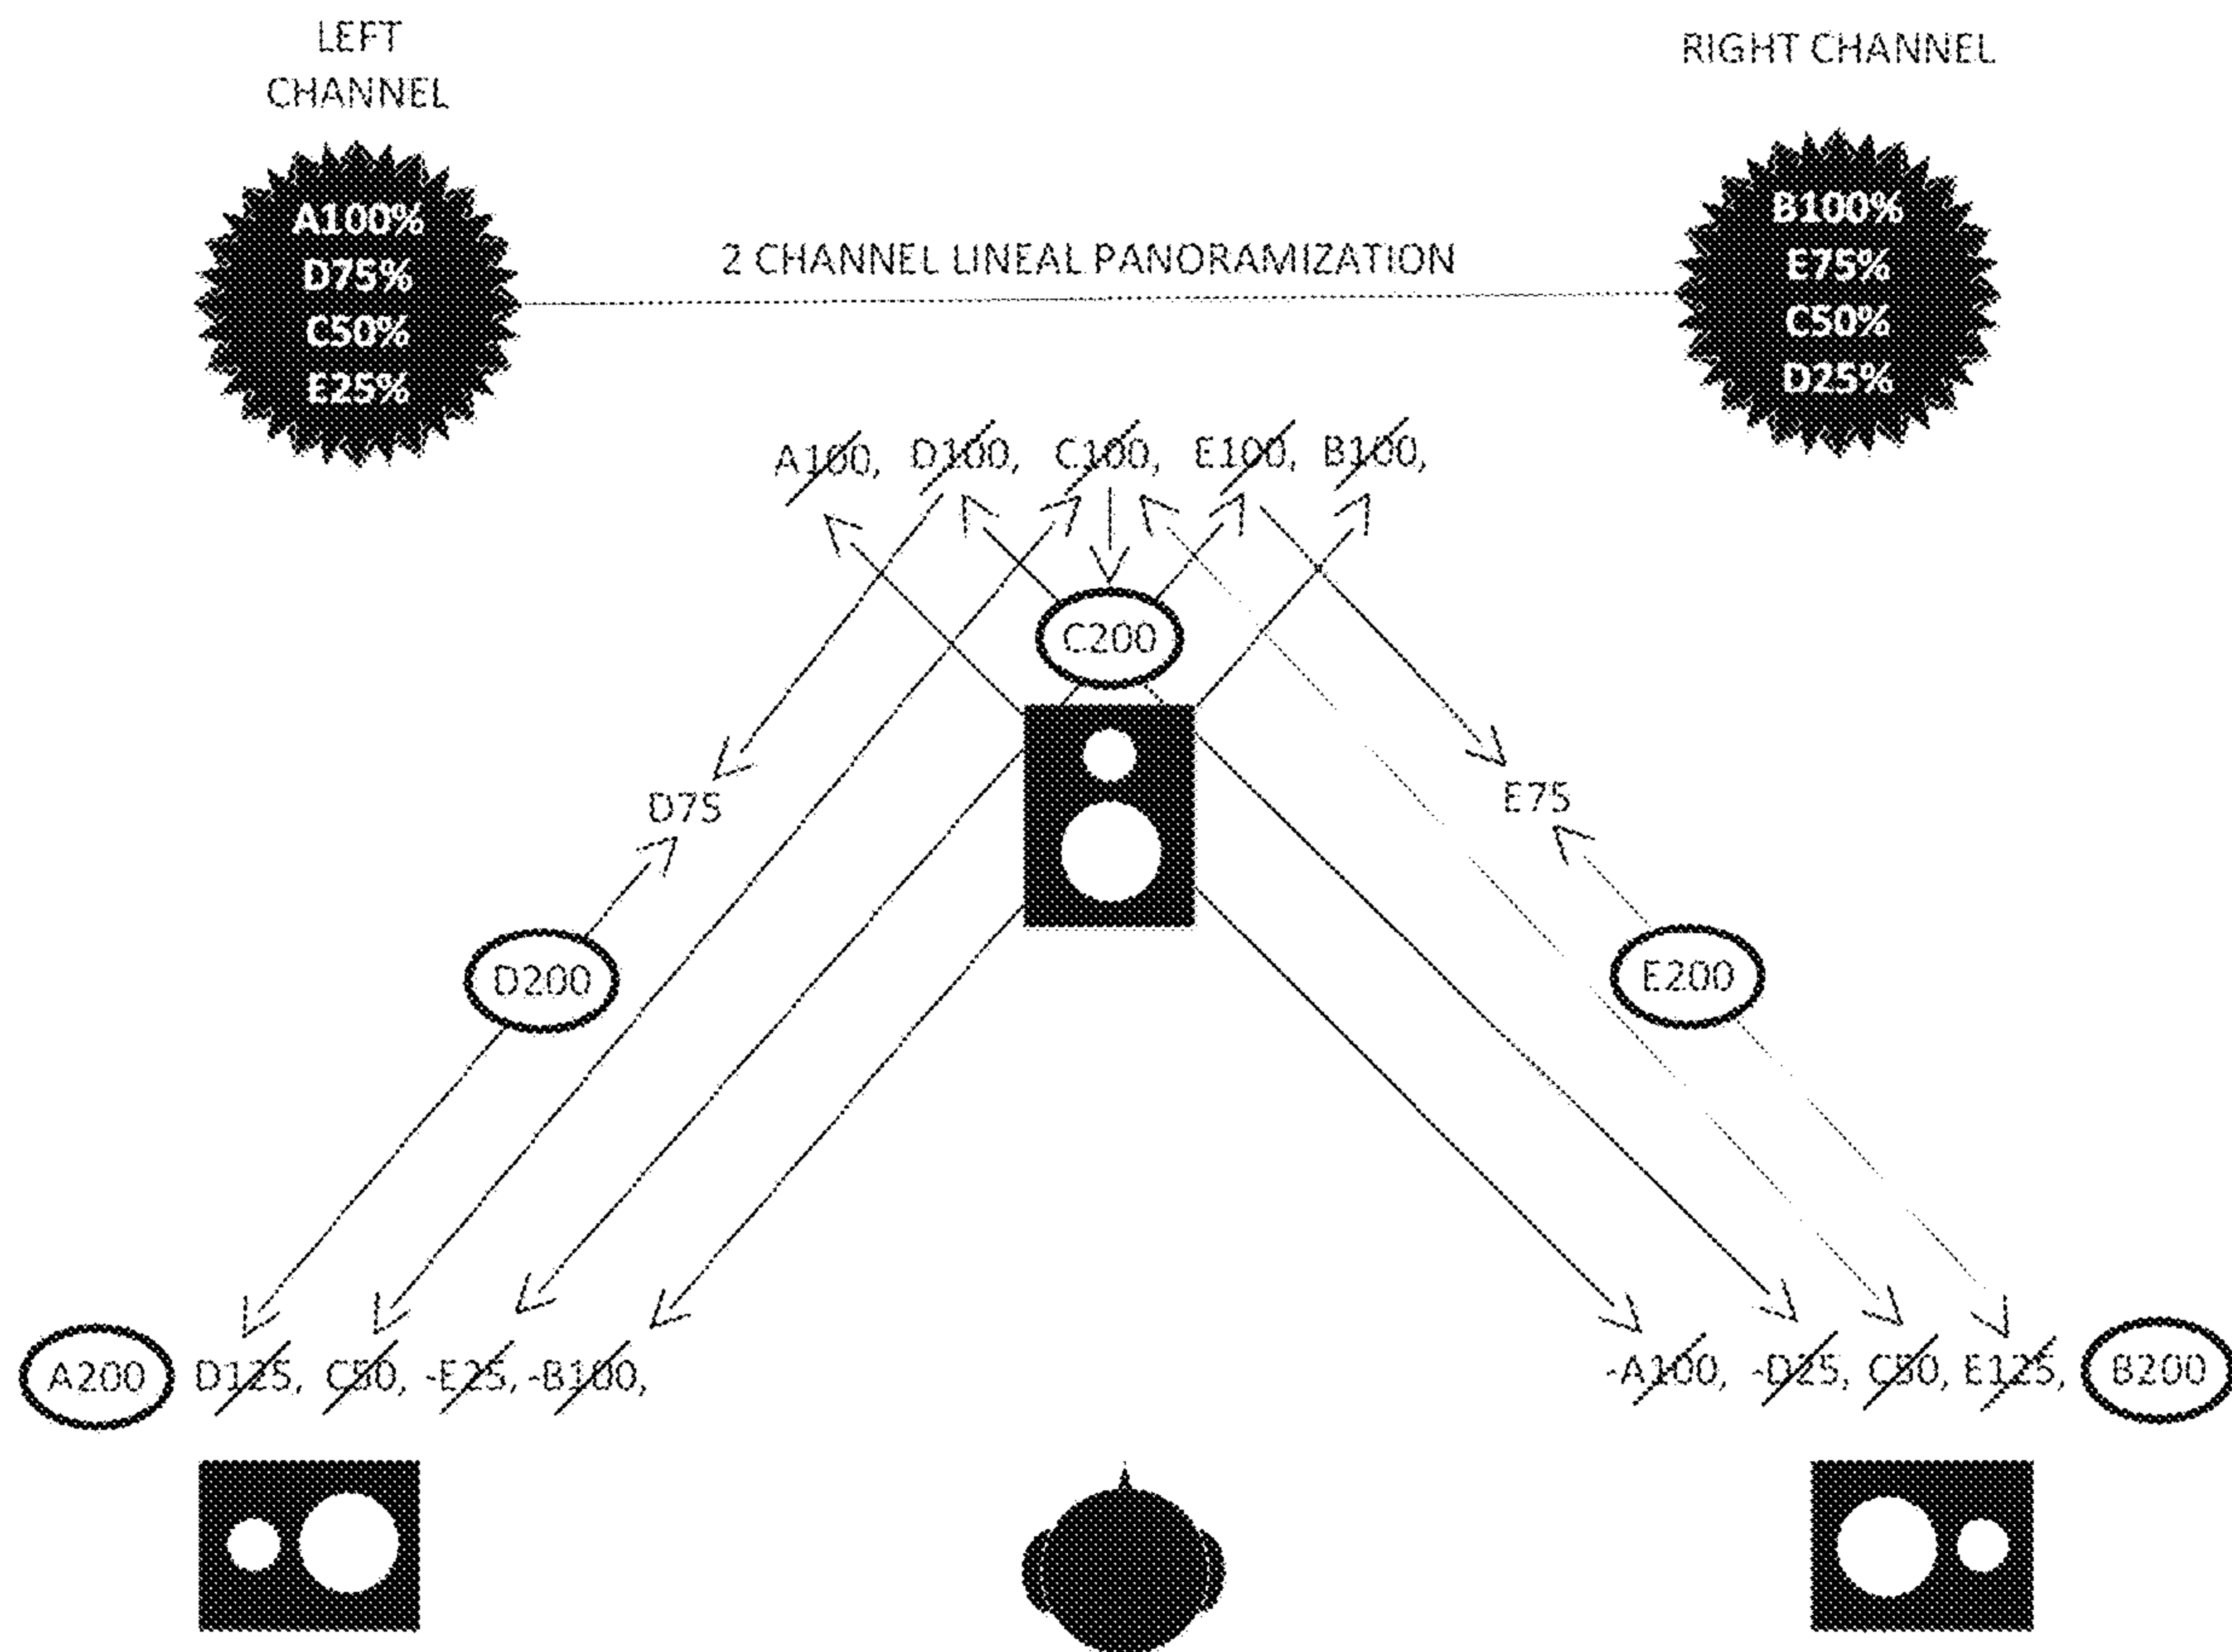 LEFT
CHANNEL
RIGHT CHANNEL
A100%
D75%
C50%
E25%
2 CHANNEL LINEAL PANORAMIZATION
B100%
E75%
C50%
D25%
A100, D100, C100, E100, B100,
C200
D75
E75
D200
E200
A200 D125, C50, -E25, -B100,
-A100, -D25, C50, E125, B200